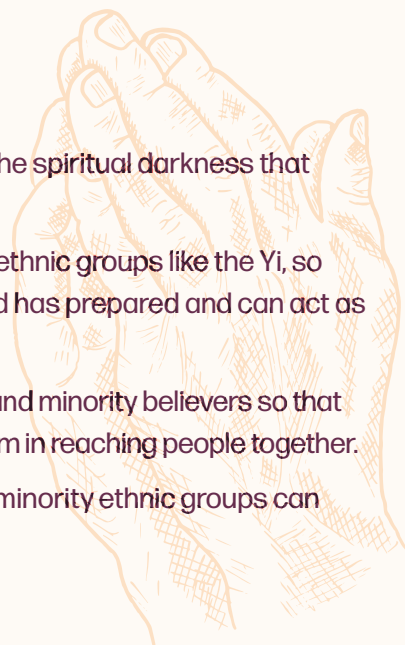 he spiritual darkness that
ethnic groups like the Yi, so
d has prepared and can act as
nd minority believers so that
m in reaching people together.
minority ethnic groups can